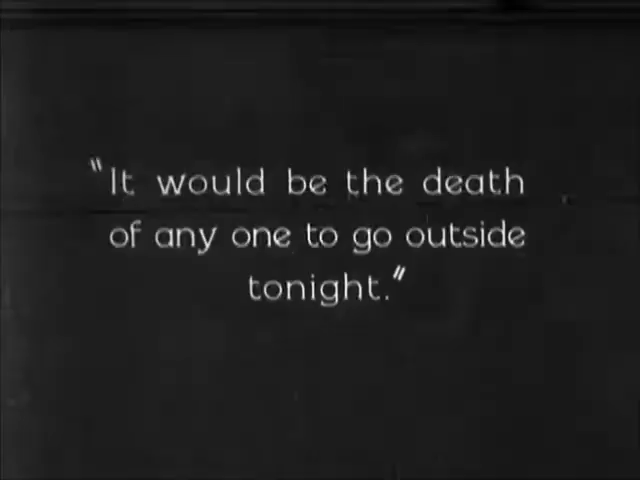 "It would be the death
of any one to go outside
tonight."